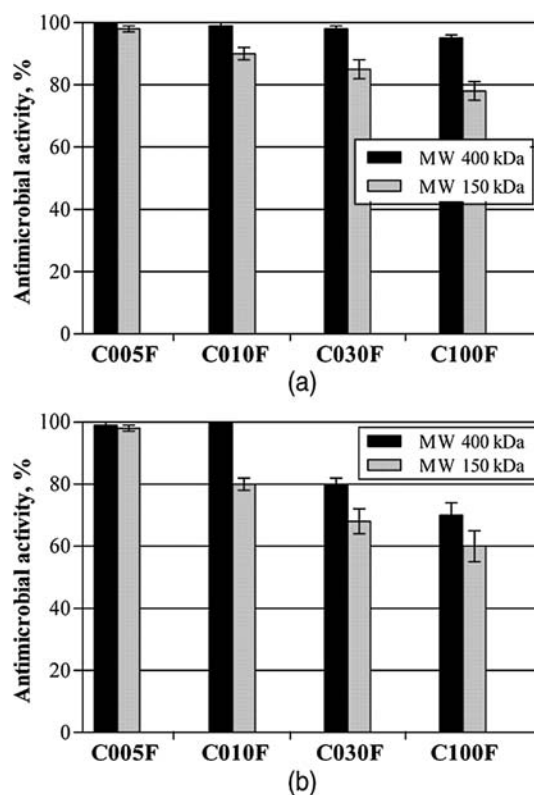 Antimicrobial activity, %
100
80
60
40
20
0
MW 400 kDa
MW 150 kDa
C005F C010F C030F C100F
(a)
Antimicrobial activity, %
100
80
60
40
20
0
MW 400 kDa
MW 150 kDa
C005F C010F C030F C100F
(b)